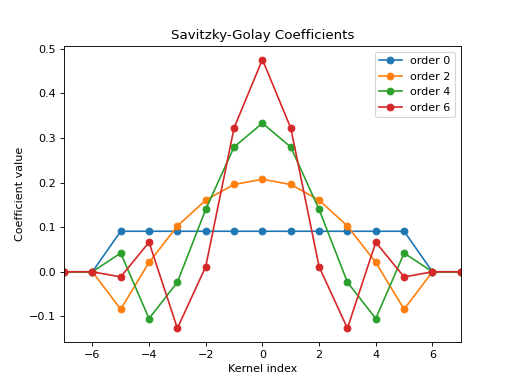 Savitzky-Golay Coefficients
order 0
order 2
order 4
order 6
Coefficient value
0.5
0.4
0.3
0.2
0.1
0.0
−0.1
−6 −4 −2 0 2 4 6
Kernel index